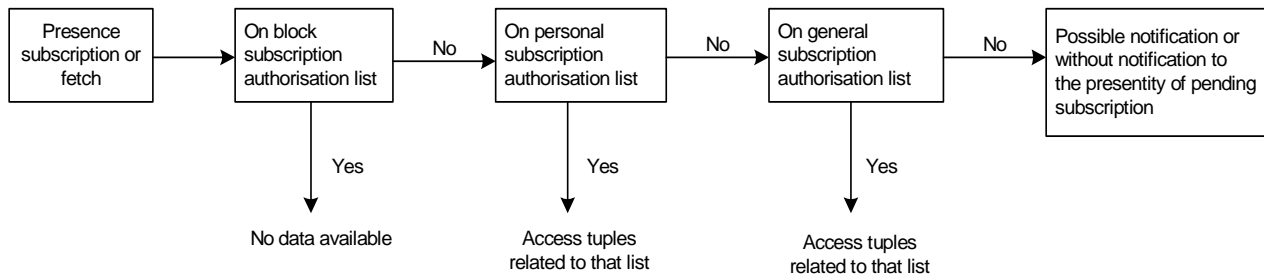 Presence
subscription or
fetch
On block
subscription
authorisation list
No
On personal
subscription
authorisation list
No
On general
subscription
authorisation list
No
Possible notification or
without notification to
the presentity of pending
subscription
Yes
Yes
Yes
No data available
Access tuples
related to that list
Access tuples
related to that list